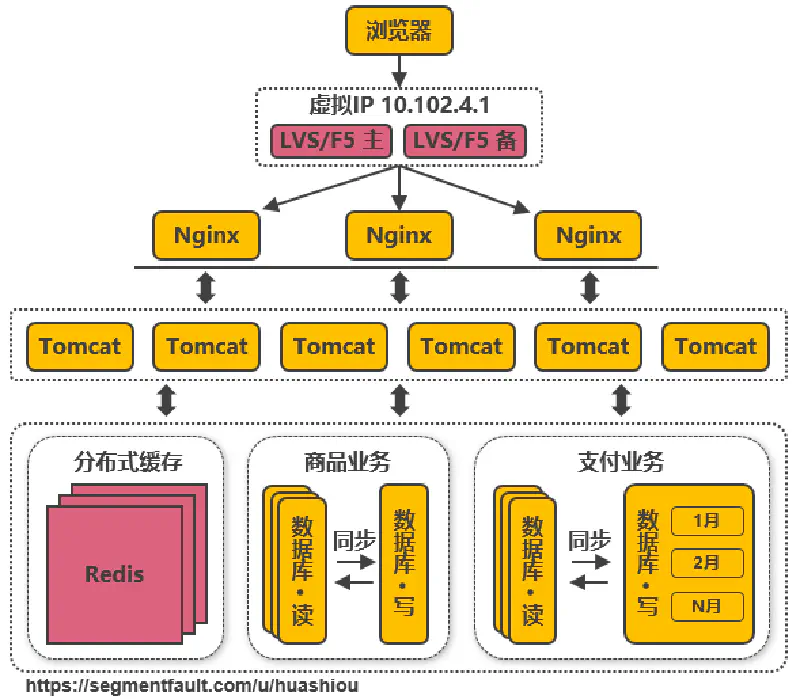 浏览器
虚拟IP 10.102.4.1
LVS/F5 主
LVS/F5 备
Nginx
Nginx
Nginx
Tomcat
Tomcat
Tomcat
Tomcat
Tomcat
Tomcat
分布式缓存
Redis
商品业务
数据库·读
同步
数据库·写
支付业务
数据库·读
同步
数据库·写
1月
2月
N月
https://segmentfault.com/u/huashiou